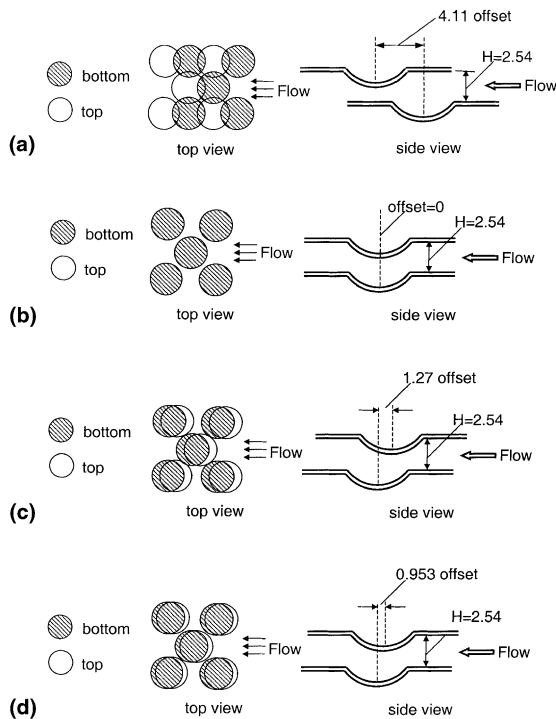 4.11 offset
H=2.54
bottom
top
Flow
Flow
(a)
top view
side view
offset=0
H=2.54
bottom
top
Flow
Flow
(b)
top view
side view
1.27 offset
H=2.54
bottom
top
Flow
Flow
(c)
top view
side view
0.953 offset
H=2.54
bottom
top
Flow
Flow
(d)
top view
side view